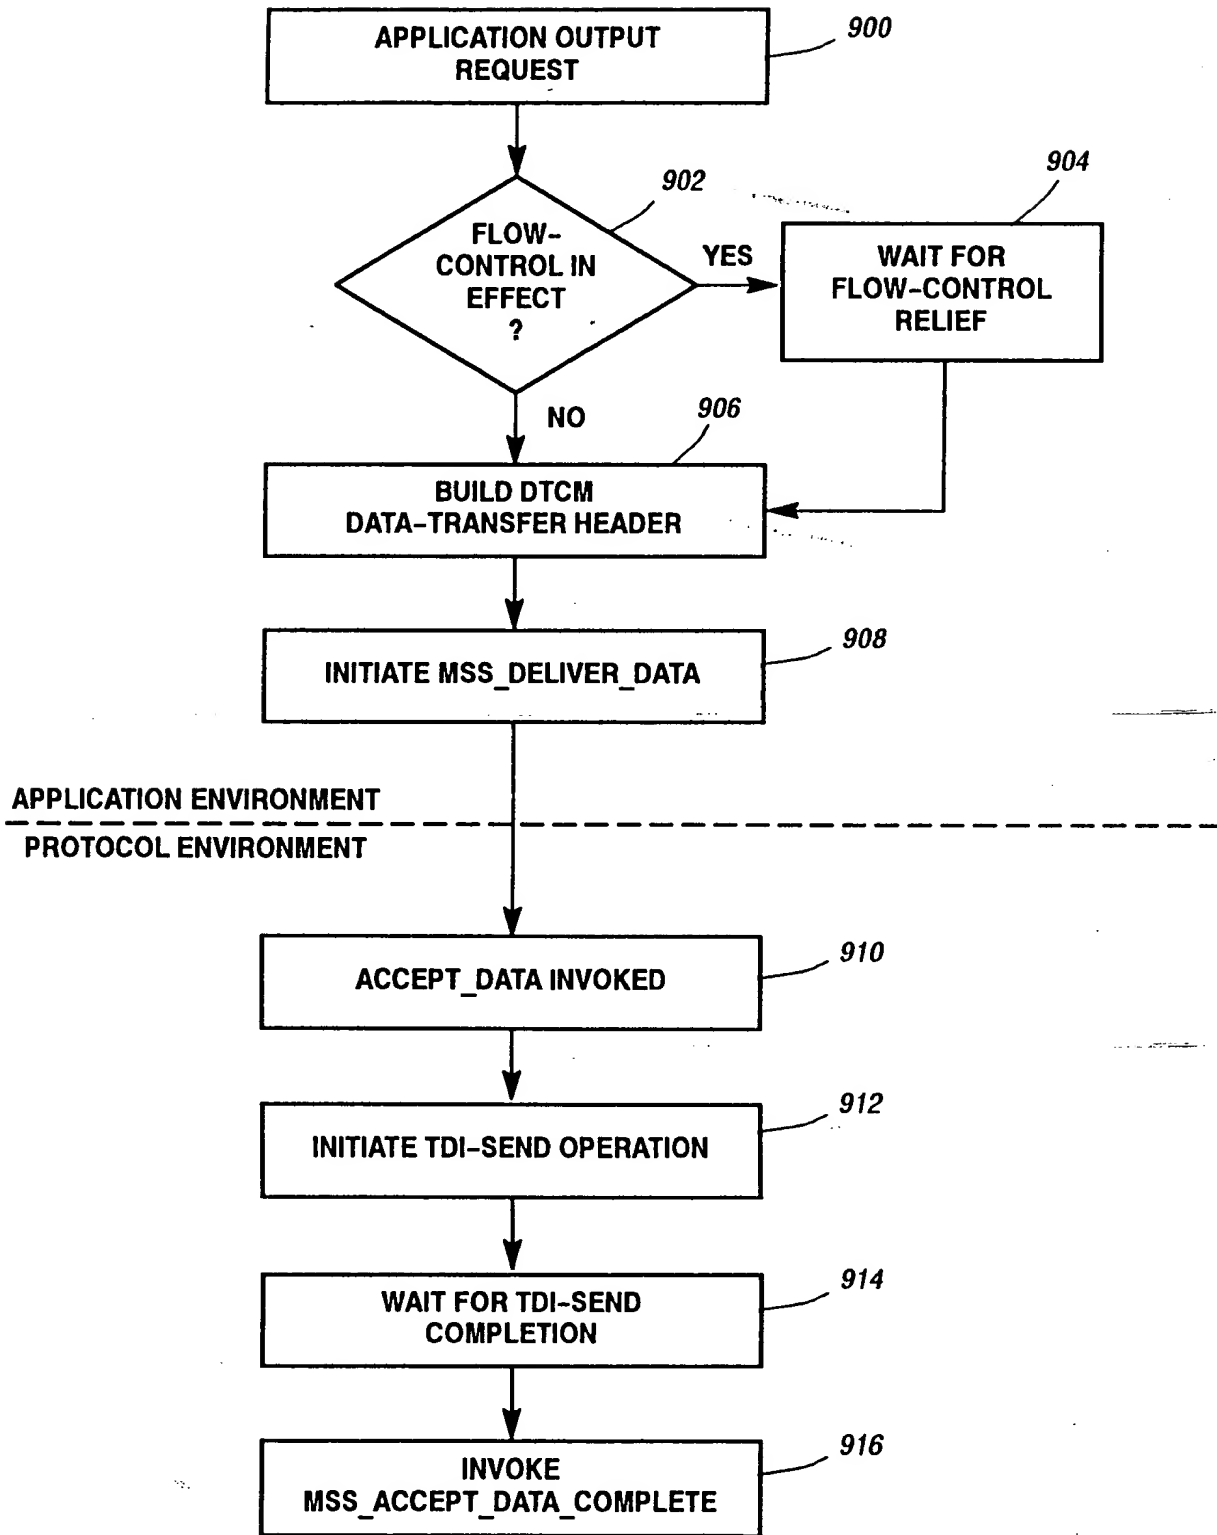 APPLICATION OUTPUT
REQUEST
900
902
FLOW-
CONTROL IN
EFFECT
?
YES
904
WAIT FOR
FLOW-CONTROL
RELIEF
NO
906
BUILD DTCM
DATA-TRANSFER HEADER
908
INITIATE MSS_DELIVER_DATA
APPLICATION ENVIRONMENT
PROTOCOL ENVIRONMENT
910
ACCEPT_DATA INVOKED
912
INITIATE TDI-SEND OPERATION
914
WAIT FOR TDI-SEND
COMPLETION
916
INVOKE
MSS_ACCEPT_DATA_COMPLETE